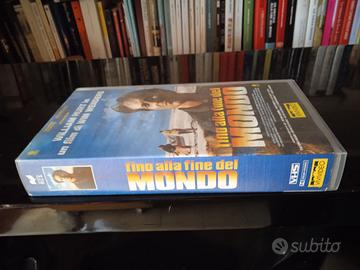 WILLIAM HURT in
un film di WIM WENDERS
fino alla fine del
MONDO
fino alla fine del
MONDO
VHS
subito